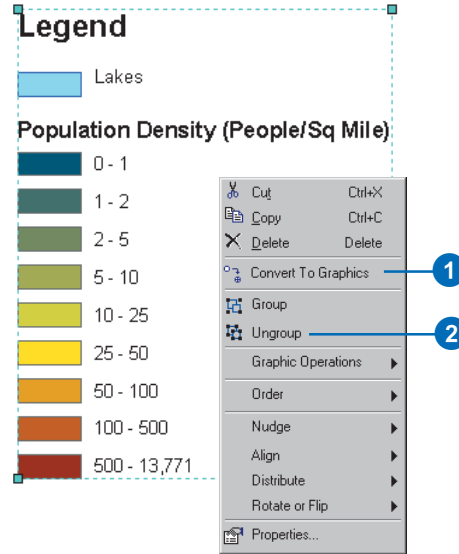 Legend
Lakes
Population Density (People/Sq Mile)
0 - 1
1 - 2
2 - 5
5 - 10
10 - 25
25 - 50
50 - 100
100 - 500
500 - 13,771
Cut Ctrl+X
Copy Ctrl+C
Delete Delete
Convert To Graphics 1
Group
Ungroup 2
Graphic Operations
Order
Nudge
Align
Distribute
Rotate or Flip
Properties...